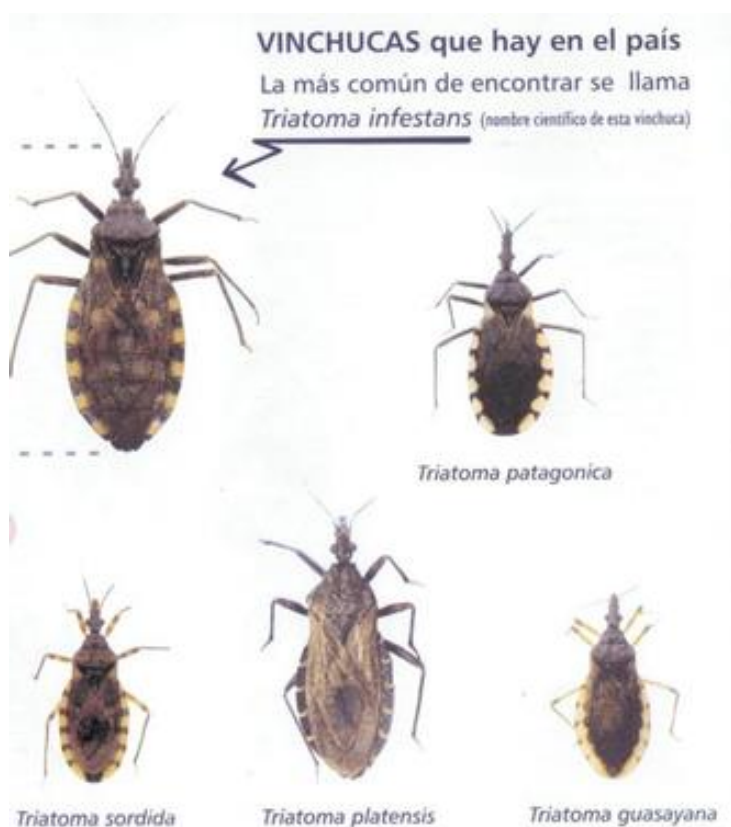 VINCHUCAS que hay en el país
La más común de encontrar se llama
Triatoma infestans (nombre científico de esta vinchuca)
Triatoma patagonica
Triatoma sordida
Triatoma platensis
Triatoma guasayana